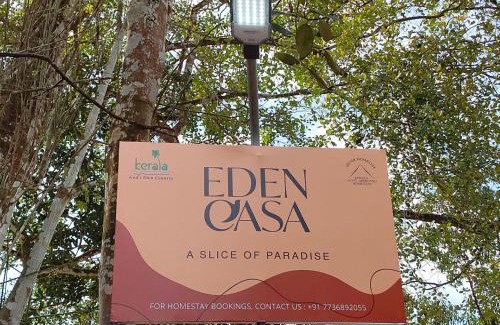 kerala
God's Own Country
EDEN
CASA
A SLICE OF PARADISE
FOR HOMESTAY BOOKINGS, CONTACT US : +91 7736892055